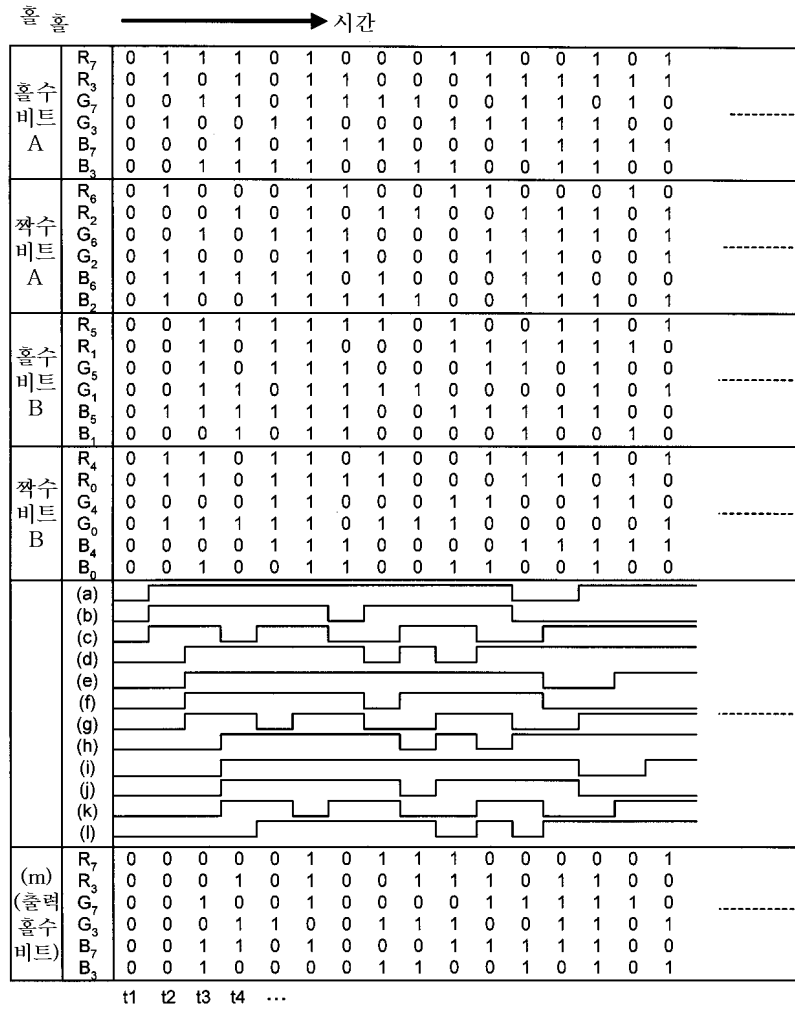 홀 홀 시간
홀수 비트 A
R7 0 1 1 1 0 1 0 0 0 1 1 0 0 1 0 1
R3 0 1 0 1 0 1 1 0 0 0 1 1 1 1 1 1
G7 0 0 1 1 0 1 1 1 1 0 0 1 1 0 1 0
G3 0 1 0 0 1 1 0 0 0 1 1 1 1 1 0 0
B7 0 0 0 1 0 1 1 1 0 0 0 1 1 1 1 1
B3 0 0 1 1 1 1 0 0 1 1 0 0 1 1 0 0
짝수 비트 A
R6 0 1 0 0 0 1 1 0 0 1 1 0 0 0 1 0
R2 0 0 0 1 0 1 0 1 1 0 0 1 1 1 0 1
G6 0 0 1 0 1 1 1 0 0 0 1 1 1 1 0 1
G2 0 1 0 0 0 1 1 1 0 0 1 1 1 0 0 1
B6 0 1 1 1 1 1 0 1 0 0 0 1 1 0 0 0
B2 0 1 0 0 1 1 1 1 1 0 0 1 1 1 0 1
홀수 비트 B
R5 0 0 1 1 1 1 1 1 0 1 0 0 1 1 0 1
R1 0 0 1 0 1 1 0 0 0 1 1 1 1 1 1 0
G5 0 0 1 0 1 1 1 0 0 0 1 1 0 1 0 0
G1 0 0 1 1 0 1 1 1 1 0 0 0 0 1 0 1
B5 0 1 1 1 1 1 1 0 0 1 1 1 1 1 0 0
B1 0 0 0 1 0 1 1 0 0 0 0 1 0 0 1 0
짝수 비트 B
R4 0 1 1 0 1 1 0 1 0 0 1 1 1 1 0 1
R0 0 1 1 0 1 1 1 0 0 0 0 1 1 0 1 0
G4 0 0 0 0 1 1 1 0 0 1 1 0 0 1 1 0
G0 0 1 1 1 1 1 0 1 1 1 0 0 0 0 0 1
B4 0 0 0 0 1 1 1 0 0 0 0 1 1 1 1 1
B0 0 0 1 0 0 1 1 0 0 1 1 0 0 1 0 0
(a)
(b)
(c)
(d)
(e)
(f)
(g)
(h)
(i)
(j)
(k)
(l)
(m) (출력 홀수 비트)
R7 0 0 0 0 0 1 0 1 1 1 0 0 0 0 0 1
R3 0 0 0 1 0 1 0 0 1 1 1 0 1 1 0 0
G7 0 0 1 0 0 1 0 0 0 0 1 1 1 1 1 0
G3 0 0 0 1 1 0 0 1 1 1 0 0 1 1 0 1
B7 0 0 1 1 0 1 0 0 0 1 1 1 1 1 0 0
B3 0 0 1 0 0 0 0 1 1 0 0 1 0 1 0 1
t1 t2 t3 t4 ...